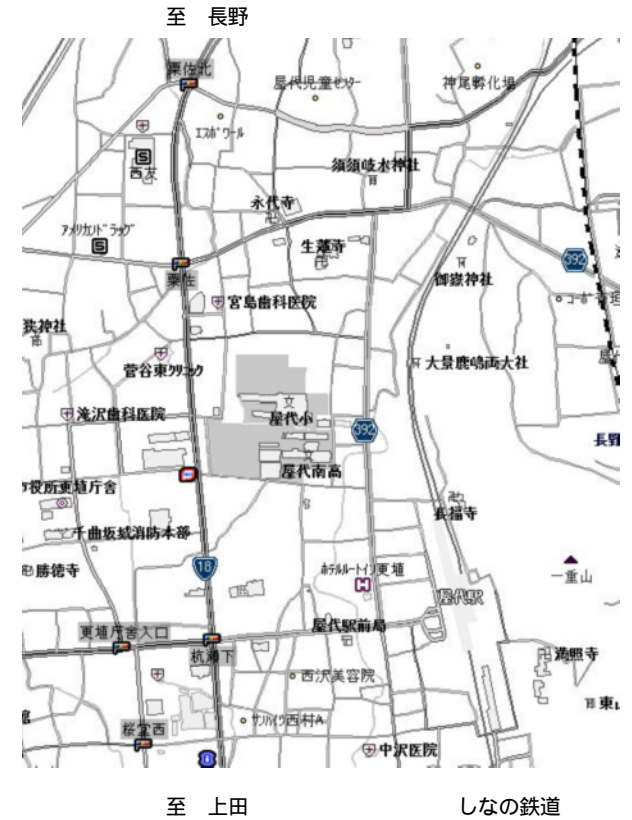 至　長野
粟佐北
屋代児童ｾﾝﾀｰ
神尾孵化場
ｴｽﾎﾟﾜｰﾙ
S
西友
須須岐水神社
永代寺
ｱﾒﾘｶﾝﾄﾞﾗｯｸﾞ
S
生蓮寺
392
粟佐
御嶽神社
宮島歯科医院
狭神社
菅谷東ｸﾘﾆｯｸ
大景鹿嶋両大社
屋代小
滝沢歯科医院
392
長野
屋代南高
役所更埴庁舎
長福寺
千曲坂城消防本部
18
勝徳寺
ﾎﾃﾙﾙｰﾄｲﾝ更埴
H
一重山
屋代駅
更埴庁舎入口
屋代駅前局
杭瀬下
満照寺
西沢美容院
東山
ｻﾝﾊｲﾂ西村A
桜堂西
中沢医院
至　上田
しなの鉄道